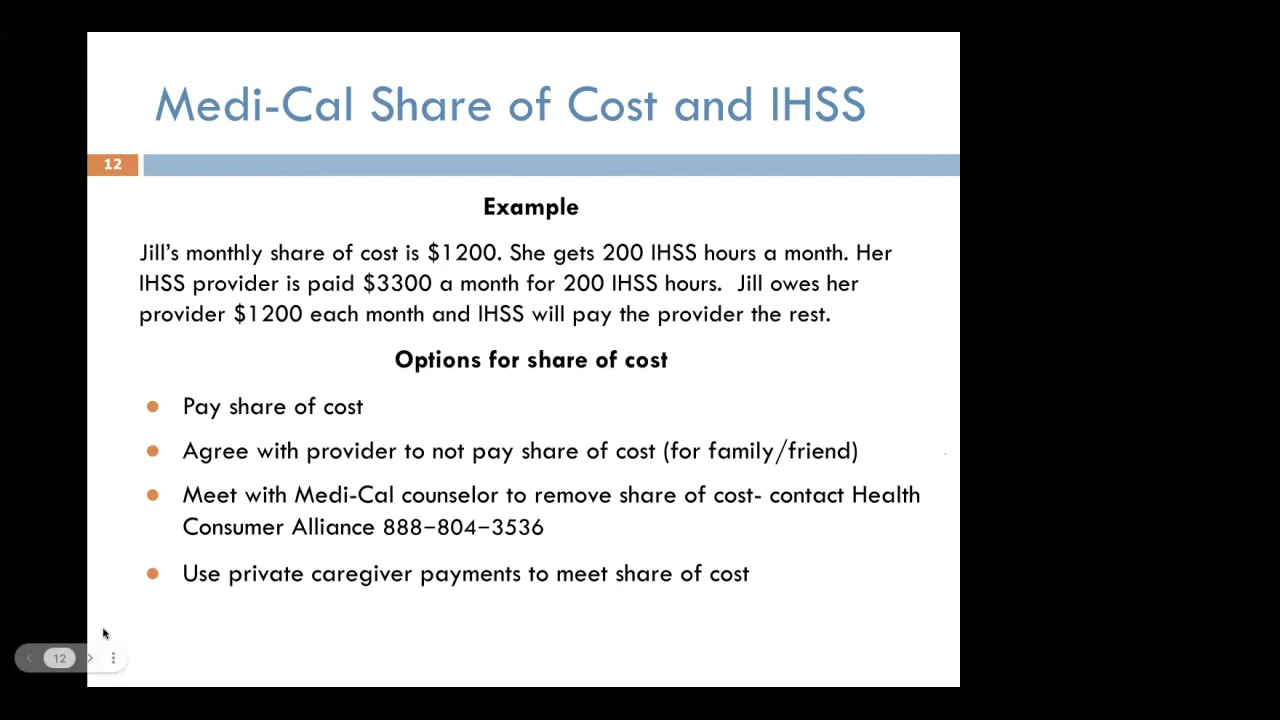 Medi-Cal Share of Cost and IHSS
12
Example
Jill's monthly share of cost is $1200. She gets 200 IHSS hours a month. Her
IHSS provider is paid $3300 a month for 200 IHSS hours.  Jill owes her
provider $1200 each month and IHSS will pay the provider the rest.
Options for share of cost
● Pay share of cost
● Agree with provider to not pay share of cost (for family/friend)
● Meet with Medi-Cal counselor to remove share of cost- contact Health
Consumer Alliance 888–804–3536
● Use private caregiver payments to meet share of cost
12